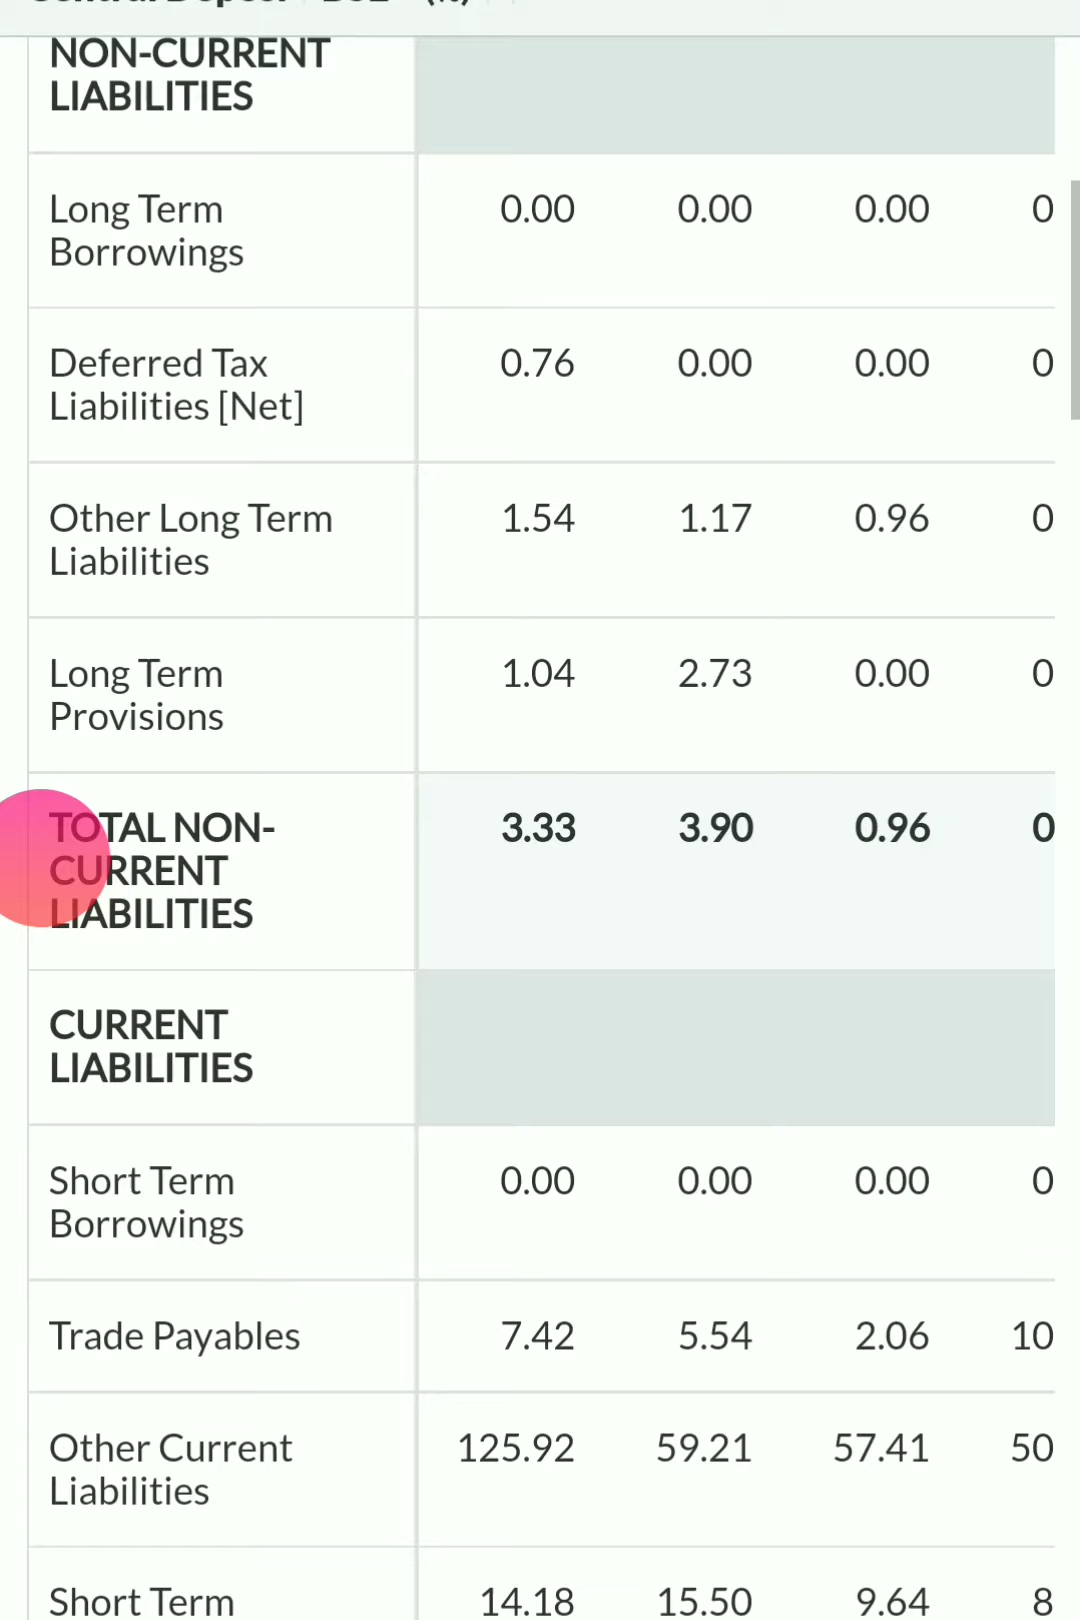 NON-CURRENT
LIABILITIES
Long Term
Borrowings
0.00 0.00 0.00 0
Deferred Tax
Liabilities [Net]
0.76 0.00 0.00 0
Other Long Term
Liabilities
1.54 1.17 0.96 0
Long Term
Provisions
1.04 2.73 0.00 0
TOTAL NON-
CURRENT
LIABILITIES
3.33 3.90 0.96 0
CURRENT
LIABILITIES
Short Term
Borrowings
0.00 0.00 0.00 0
Trade Payables
7.42 5.54 2.06 10
Other Current
Liabilities
125.92 59.21 57.41 50
Short Term
14.18 15.50 9.64 8